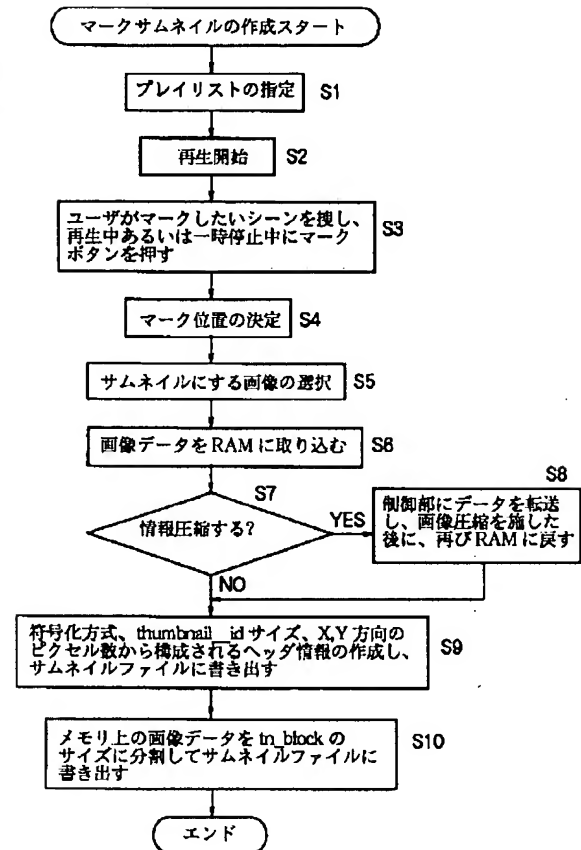 マークサムネイルの作成スタート
プレイリストの指定 S1
再生開始 S2
ユーザがマークしたいシーンを捜し、
再生中あるいは一時停止中にマーク
ボタンを押す
S3
マーク位置の決定 S4
サムネイルにする画像の選択 S5
画像データをRAMに取り込む S6
S7
情報圧縮する?
YES
NO
S8
制御部にデータを転送
し、画像圧縮を施した
後に、再びRAMに戻す
符号化方式、thumbnail_idサイズ、X,Y方向の
ピクセル数から構成されるヘッダ情報の作成し、
サムネイルファイルに書き出す
S9
メモリ上の画像データをtn_blockの
サイズに分割してサムネイルファイルに
書き出す
S10
エンド